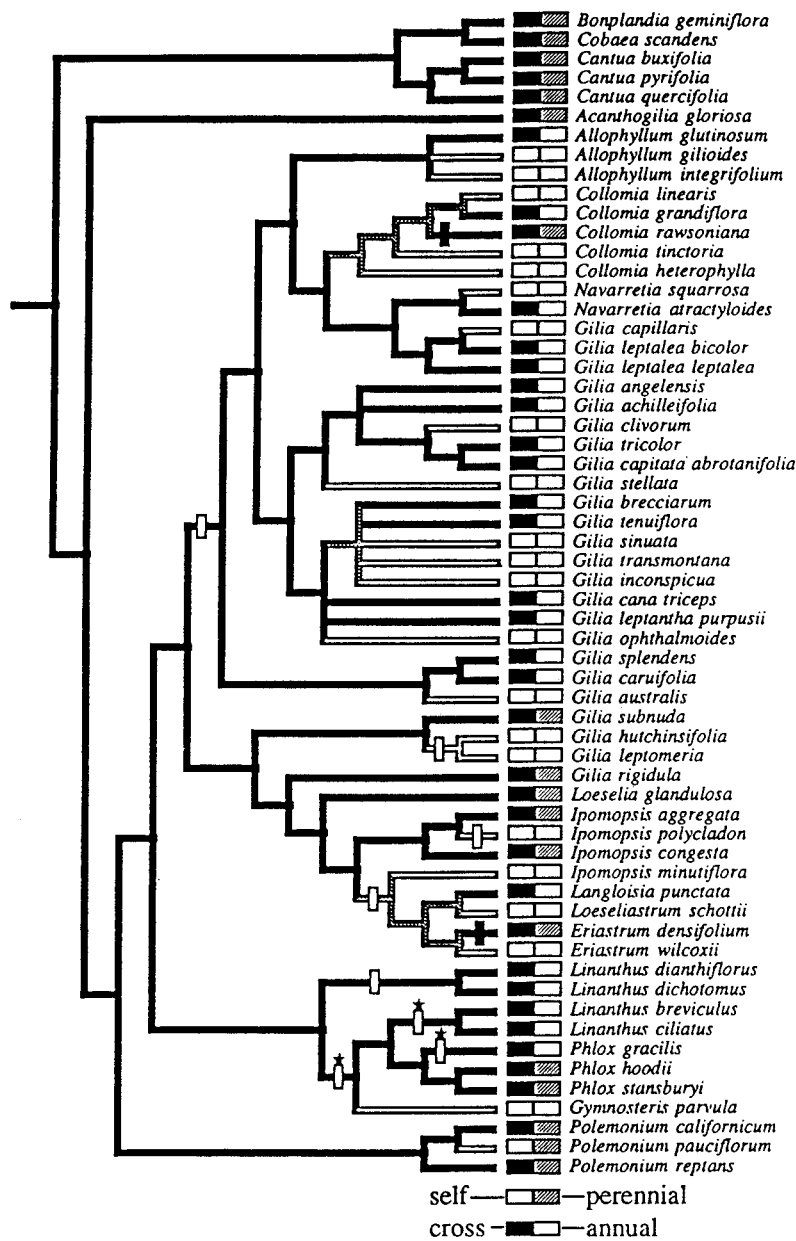 Bonplandia geminiflora
Cobaea scandens
Cantua buxifolia
Cantua pyrifolia
Cantua quercifolia
Acanthogilia gloriosa
Allophyllum glutinosum
Allophyllum gilioides
Allophyllum integrifolium
Collomia linearis
Collomia grandiflora
Collomia rawsoniana
Collomia tinctoria
Collomia heterophylla
Navarretia squarrosa
Navarretia atractyloides
Gilia capillaris
Gilia leptalea bicolor
Gilia leptalea leptalea
Gilia angelensis
Gilia achilleifolia
Gilia clivorum
Gilia tricolor
Gilia capitata abrotanifolia
Gilia stellata
Gilia brecciarum
Gilia tenuiflora
Gilia sinuata
Gilia transmontana
Gilia inconspicua
Gilia cana triceps
Gilia leptantha purpusii
Gilia ophthalmoides
Gilia splendens
Gilia caruifolia
Gilia australis
Gilia subnuda
Gilia hutchinsifolia
Gilia leptomeria
Gilia rigidula
Loeselia glandulosa
Ipomopsis aggregata
Ipomopsis polycladon
Ipomopsis congesta
Ipomopsis minutiflora
Langloisia punctata
Loeseliastrum schottii
Eriastrum densifolium
Eriastrum wilcoxii
Linanthus dianthiflorus
Linanthus dichotomus
Linanthus breviculus
Linanthus ciliatus
Phlox gracilis
Phlox hoodii
Phlox stansburyi
Gymnosteris parvula
Polemonium californicum
Polemonium pauciflorum
Polemonium reptans
self perennial
cross annual